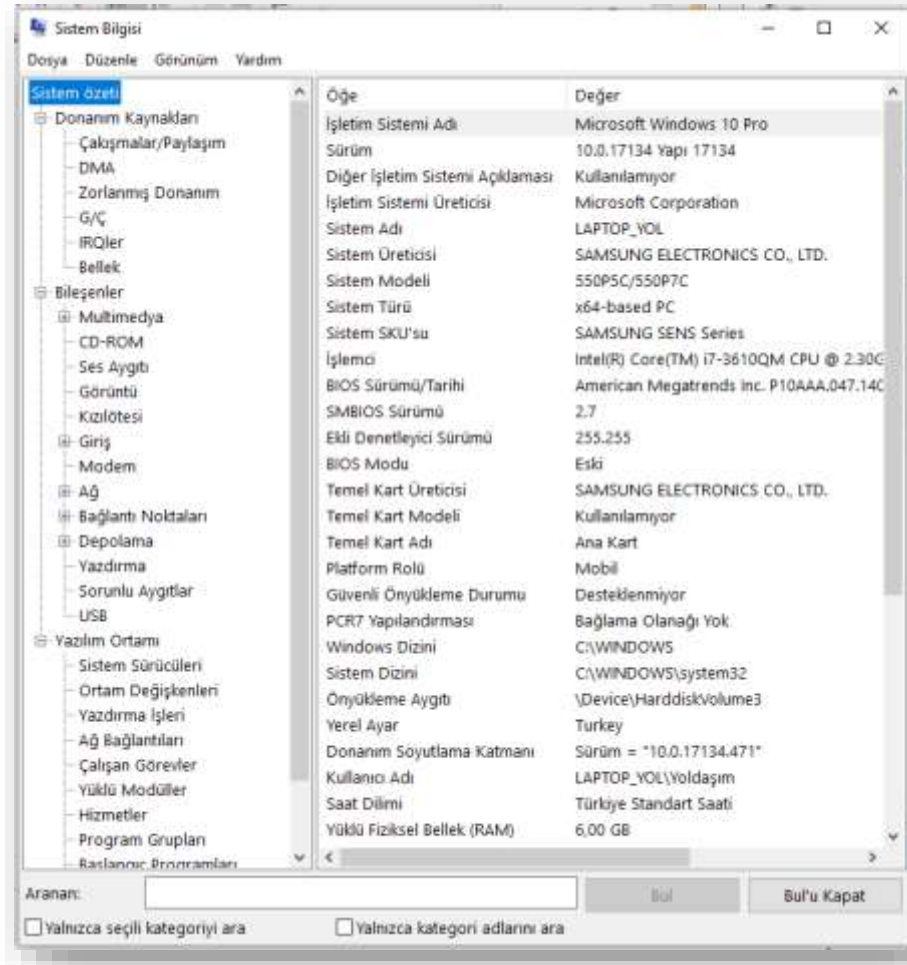 Sistem Bilgisi
Dosya Düzenle Görünüm Yardım
Sistem özeti
Donanım Kaynakları
Çakışmalar/Paylaşım
DMA
Zorlanmış Donanım
G/Ç
IRQler
Bellek
Bileşenler
Multimedya
CD-ROM
Ses Aygıtı
Görüntü
Kızılötesi
Giriş
Modem
Ağ
Bağlantı Noktaları
Depolama
Yazdırma
Sorunlu Aygıtlar
USB
Yazılım Ortamı
Sistem Sürücüleri
Ortam Değişkenleri
Yazdırma İşleri
Ağ Bağlantıları
Çalışan Görevler
Yüklü Modüller
Hizmetler
Program Grupları
Başlangıç Programları
Öğe Değer
İşletim Sistemi Adı Microsoft Windows 10 Pro
Sürüm 10.0.17134 Yapı 17134
Diğer İşletim Sistemi Açıklaması Kullanılamıyor
İşletim Sistemi Üreticisi Microsoft Corporation
Sistem Adı LAPTOP_YOL
Sistem Üreticisi SAMSUNG ELECTRONICS CO., LTD.
Sistem Modeli 550P5C/550P7C
Sistem Türü x64-based PC
Sistem SKU'su SAMSUNG SENS Series
İşlemci Intel(R) Core(TM) i7-3610QM CPU @ 2.30G
BIOS Sürümü/Tarihi American Megatrends Inc. P10AAA.047.140
SMBIOS Sürümü 2.7
Ekli Denetleyici Sürümü 255.255
BIOS Modu Eski
Temel Kart Üreticisi SAMSUNG ELECTRONICS CO., LTD.
Temel Kart Modeli Kullanılamıyor
Temel Kart Adı Ana Kart
Platform Rolü Mobil
Güvenli Önyükleme Durumu Desteklenmiyor
PCR7 Yapılandırması Bağlama Olanağı Yok
Windows Dizini C:\WINDOWS
Sistem Dizini C:\WINDOWS\system32
Önyükleme Aygıtı \Device\HarddiskVolume3
Yerel Ayar Turkey
Donanım Soyutlama Katmanı Sürüm = "10.0.17134.471"
Kullanıcı Adı LAPTOP_YOL\Yoldaşım
Saat Dilimi Türkiye Standart Saati
Yüklü Fiziksel Bellek (RAM) 6,00 GB
Aranan: Bul Bul'u Kapat
Yalnızca seçili kategoriyi ara Yalnızca kategori adlarını ara